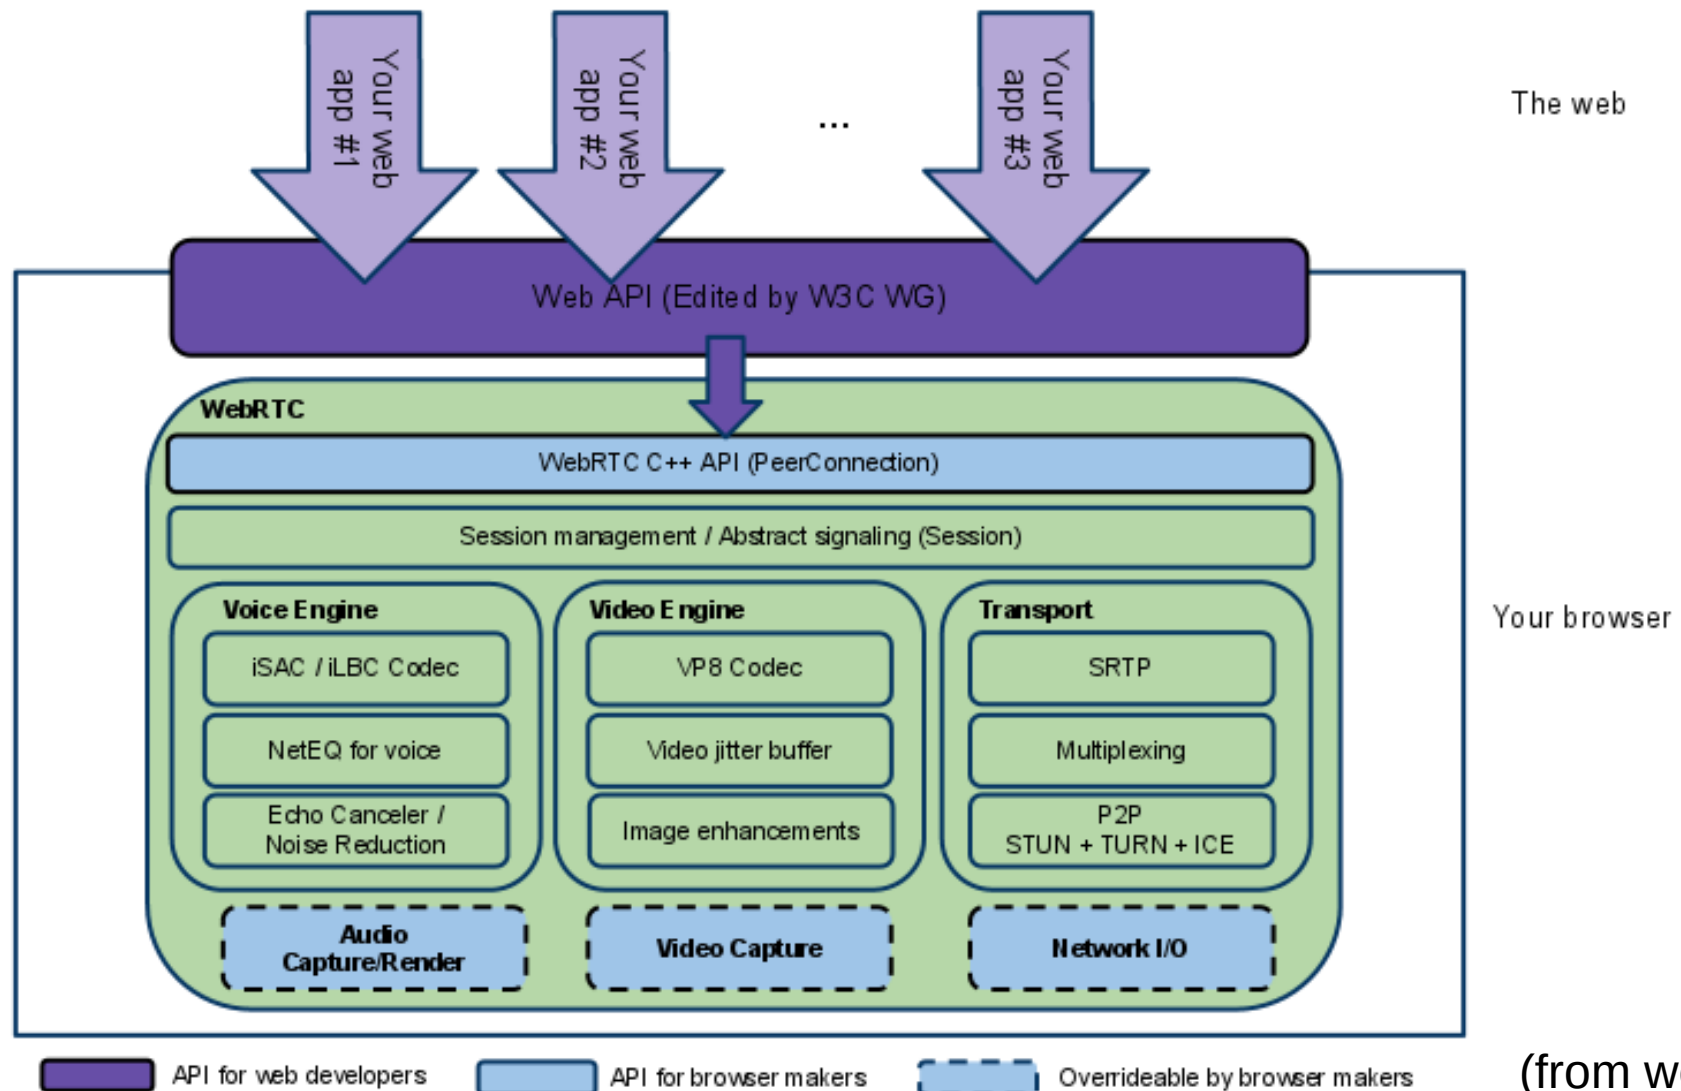 Your web
app #1
Your web
app #2
...
Your web
app #3
The web
Web API (Edited by W3C WG)
WebRTC
WebRTC C++ API (PeerConnection)
Session management / Abstract signaling (Session)
Voice Engine
iSAC / iLBC Codec
NetEQ for voice
Echo Canceler /
Noise Reduction
Video Engine
VP8 Codec
Video jitter buffer
Image enhancements
Transport
SRTP
Multiplexing
P2P
STUN + TURN + ICE
Your browser
Audio
Capture/Render
Video Capture
Network I/O
API for web developers
API for browser makers
Overrideable by browser makers
(from